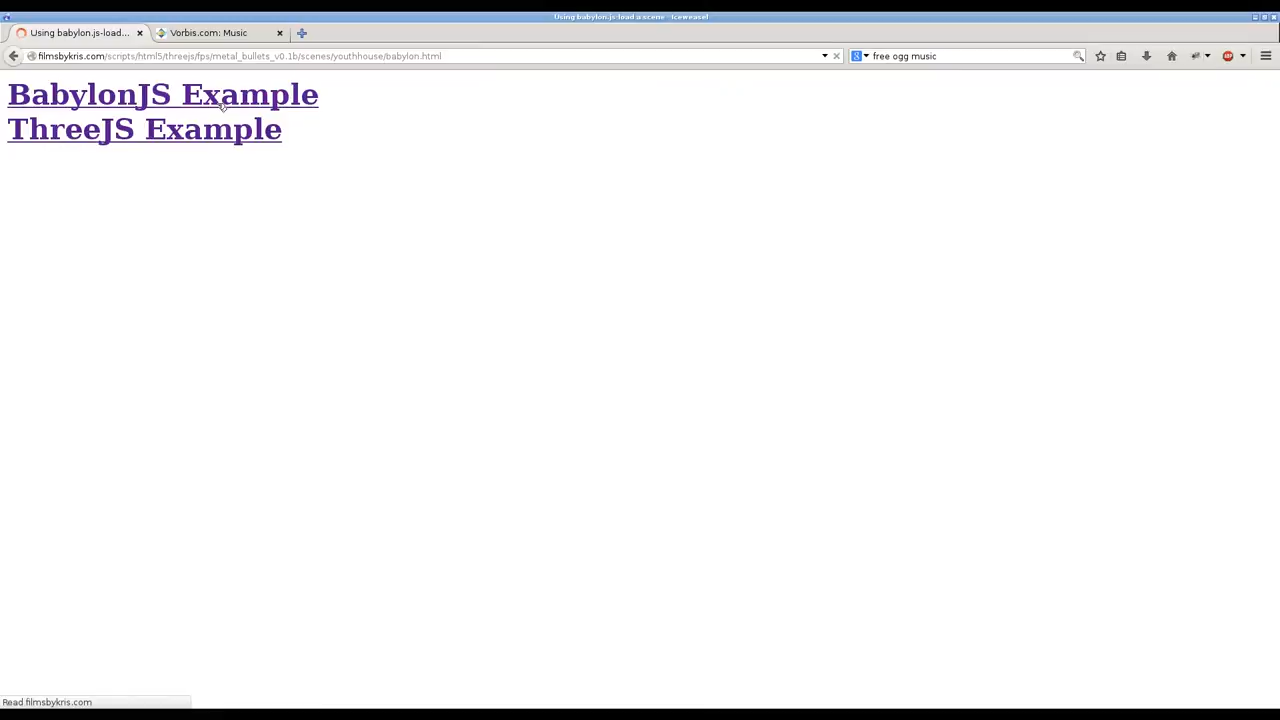 Using babylon.js-load a scene - Iceweasel
Using babylon.js-load...
Vorbis.com: Music
filmsbykris.com/scripts/html5/threejs/fps/metal_bullets_v0.1b/scenes/youthhouse/babylon.html
free ogg music
BabylonJS Example
ThreeJS Example
Read filmsbykris.com